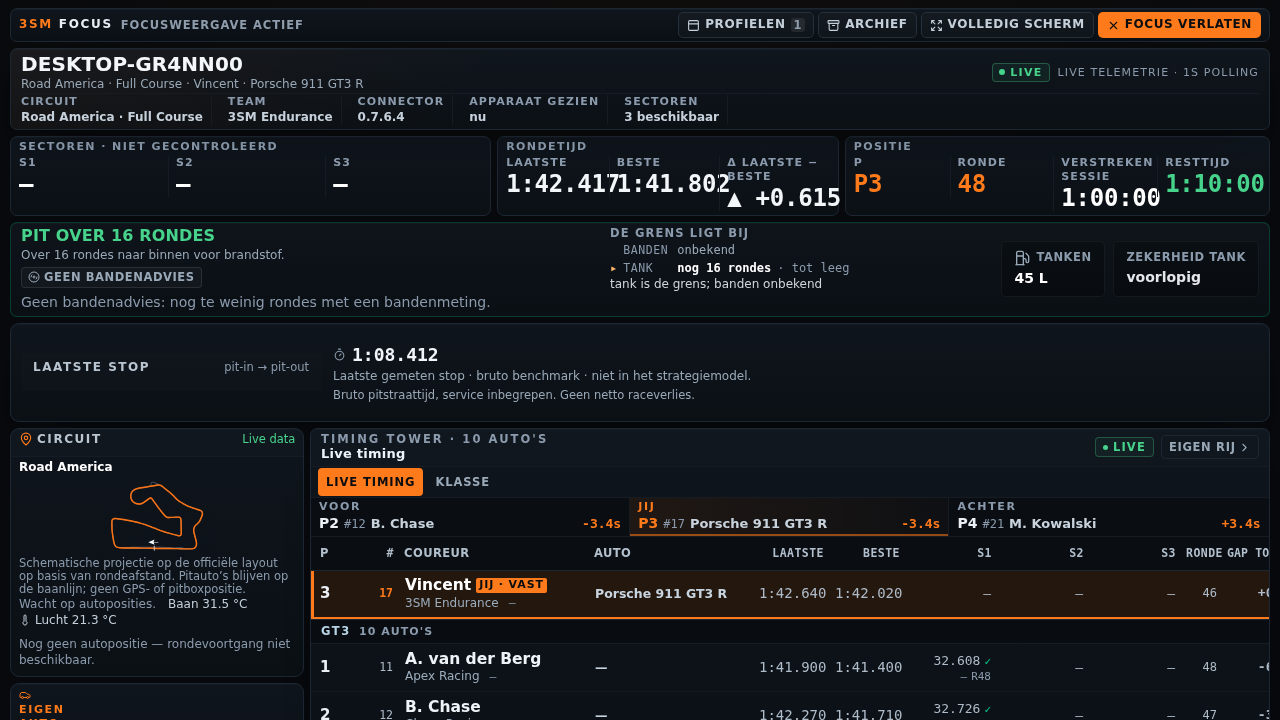 3SM FOCUS FOCUSWEERGAVE ACTIEF PROFIELEN 1 ARCHIEF VOLLEDIG SCHERM FOCUS VERLATEN
DESKTOP-GR4NN00
Road America · Full Course · Vincent · Porsche 911 GT3 R
LIVE LIVE TELEMETRIE · 1S POLLING
CIRCUIT TEAM CONNECTOR APPARAAT GEZIEN SECTOREN
Road America · Full Course 3SM Endurance 0.7.6.4 nu 3 beschikbaar
SECTOREN · NIET GECONTROLEERD
S1 S2 S3
— — —
RONDETIJD
LAATSTE BESTE Δ LAATSTE − BESTE
1:42.417 1:41.802 ▲ +0.615
POSITIE
P RONDE VERSTREKEN SESSIE RESTTIJD
P3 48 1:00:00 1:10:00
PIT OVER 16 RONDES
Over 16 rondes naar binnen voor brandstof.
GEEN BANDENADVIES
Geen bandenadvies: nog te weinig rondes met een bandenmeting.
DE GRENS LIGT BIJ
BANDEN onbekend
▸ TANK nog 16 rondes · tot leeg
tank is de grens; banden onbekend
TANKEN
45 L
ZEKERHEID TANK
voorlopig
LAATSTE STOP pit-in → pit-out
1:08.412
Laatste gemeten stop · bruto benchmark · niet in het strategiemodel.
Bruto pitstraattijd, service inbegrepen. Geen netto raceverlies.
CIRCUIT Live data
Road America
Schematische projectie op de officiële layout
op basis van rondeafstand. Pitauto's blijven op
de baanlijn; geen GPS- of pitboxpositie.
Wacht op autoposities. Baan 31.5 °C
Lucht 21.3 °C
Nog geen autopositie — rondevoortgang niet
beschikbaar.
EIGEN
TIMING TOWER · 10 AUTO'S
Live timing
LIVE EIGEN RIJ
LIVE TIMING KLASSE
VOOR JIJ ACHTER
P2 #12 B. Chase -3.4s P3 #17 Porsche 911 GT3 R -3.4s P4 #21 M. Kowalski +3.4s
P # COUREUR AUTO LAATSTE BESTE S1 S2 S3 RONDE GAP TO
3 17 Vincent JIJ · VAST Porsche 911 GT3 R 1:42.640 1:42.020 — — — 46
3SM Endurance —
GT3 10 AUTO'S
1 11 A. van der Berg — 1:41.900 1:41.400 32.608 ✓ — — 48
Apex Racing — — R48
2 12 B. Chase — 1:42.270 1:41.710 32.726 ✓ — — 47